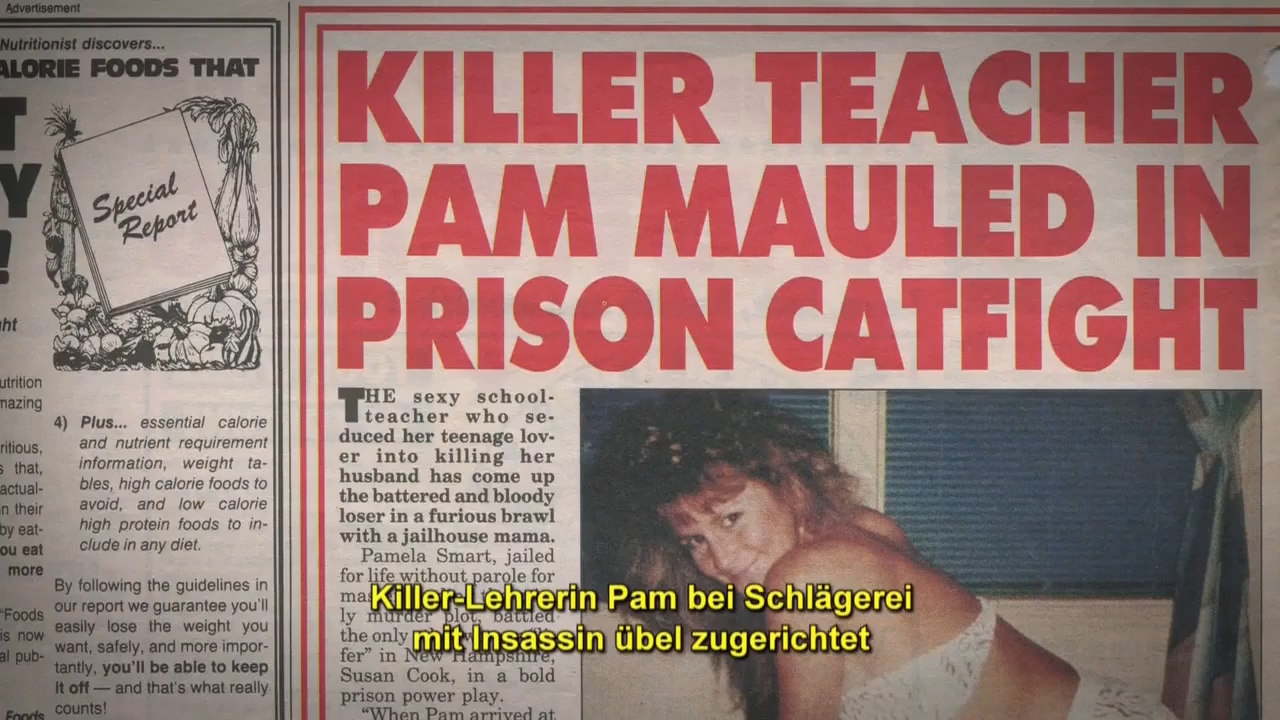 Advertisement
Nutritionist discovers...
ALORIE FOODS THAT
T
Y
!
Special
Report
4) Plus... essential calorie
and nutrient requirement
information, weight ta-
bles, high calorie foods to
avoid, and low calorie
high protein foods to in-
clude in any diet.
By following the guidelines in
our report we guarantee you'll
easily lose the weight you
want, safely, and more impor-
tantly, you'll be able to keep
it off — and that's what really
counts!
ght
utrition
mazing
ritious,
s that,
actual-
n their
by eat-
ou eat
more
"Foods
is now
al pub-
Foods
KILLER TEACHER
PAM MAULED IN
PRISON CATFIGHT
THE sexy school-
teacher who se-
duced her teenage lov-
er into killing her
husband has come up
the battered and bloody
loser in a furious brawl
with a jailhouse mama.
Pamela Smart, jailed
for life without parole for
ly murder plot, battled
the only
fer" in New Hampshire,
Susan Cook, in a bold
prison power play.
"When Pam arrived at
Killer-Lehrerin Pam bei Schlägerei
mit Insassin übel zugerichtet